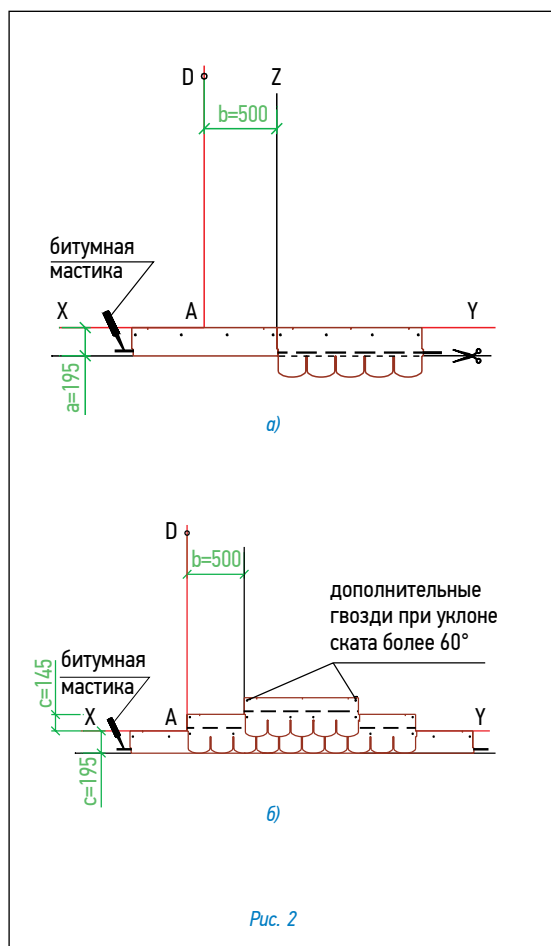 D
Z
b=500
битумная
мастика
X
A
Y
a=195
а)
D
b=500
дополнительные
гвозди при уклоне
ската более 60°
битумная
мастика
c=145
X
A
Y
c=195
б)
Рис. 2